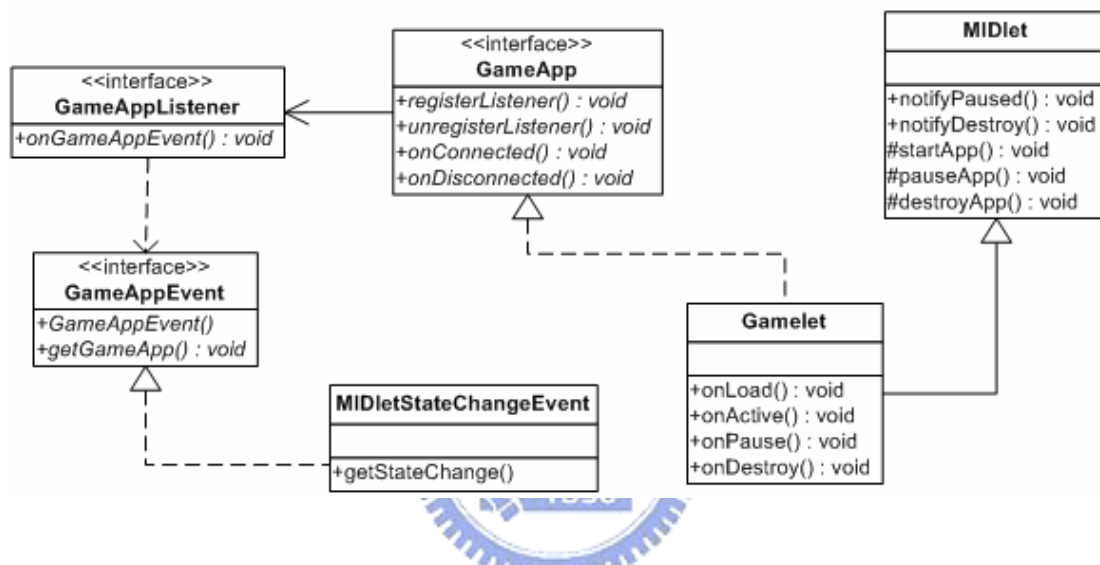 <<interface>>
GameAppListener
+onGameAppEvent() : void
<<interface>>
GameApp
+registerListener() : void
+unregisterListener() : void
+onConnected() : void
+onDisconnected() : void
MIDlet
+notifyPaused() : void
+notifyDestroy() : void
#startApp() : void
#pauseApp() : void
#destroyApp() : void
<<interface>>
GameAppEvent
+GameAppEvent()
+getGameApp() : void
MIDletStateChangeEvent
+getStateChange()
Gamelet
+onLoad() : void
+onActive() : void
+onPause() : void
+onDestroy() : void